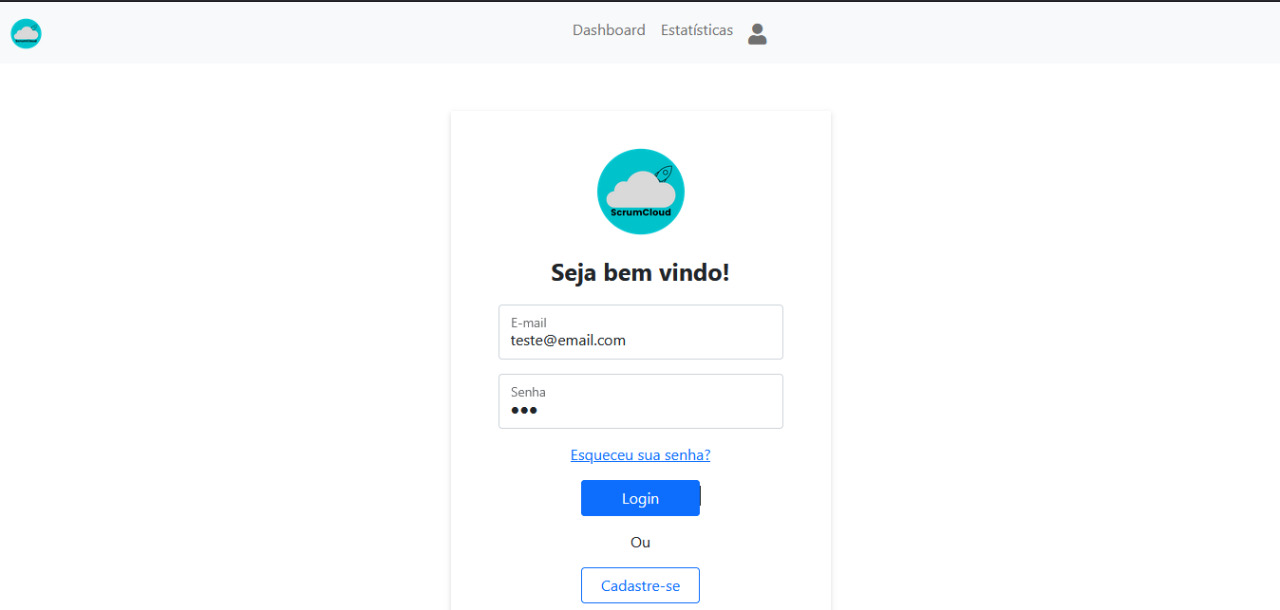 Dashboard Estatísticas
ScrumCloud
Seja bem vindo!
E-mail
teste@email.com
Senha
•••
Esqueceu sua senha?
Login
Ou
Cadastre-se